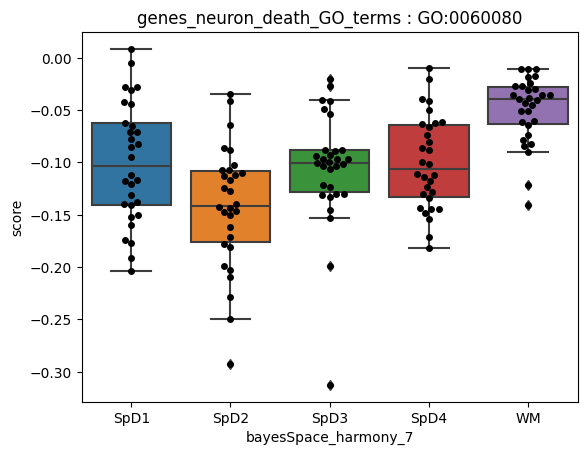 genes_neuron_death_GO_terms : GO:0060080
0.00
−0.05
−0.10
−0.15
−0.20
−0.25
−0.30
score
SpD1 SpD2 SpD3 SpD4 WM
bayesSpace_harmony_7